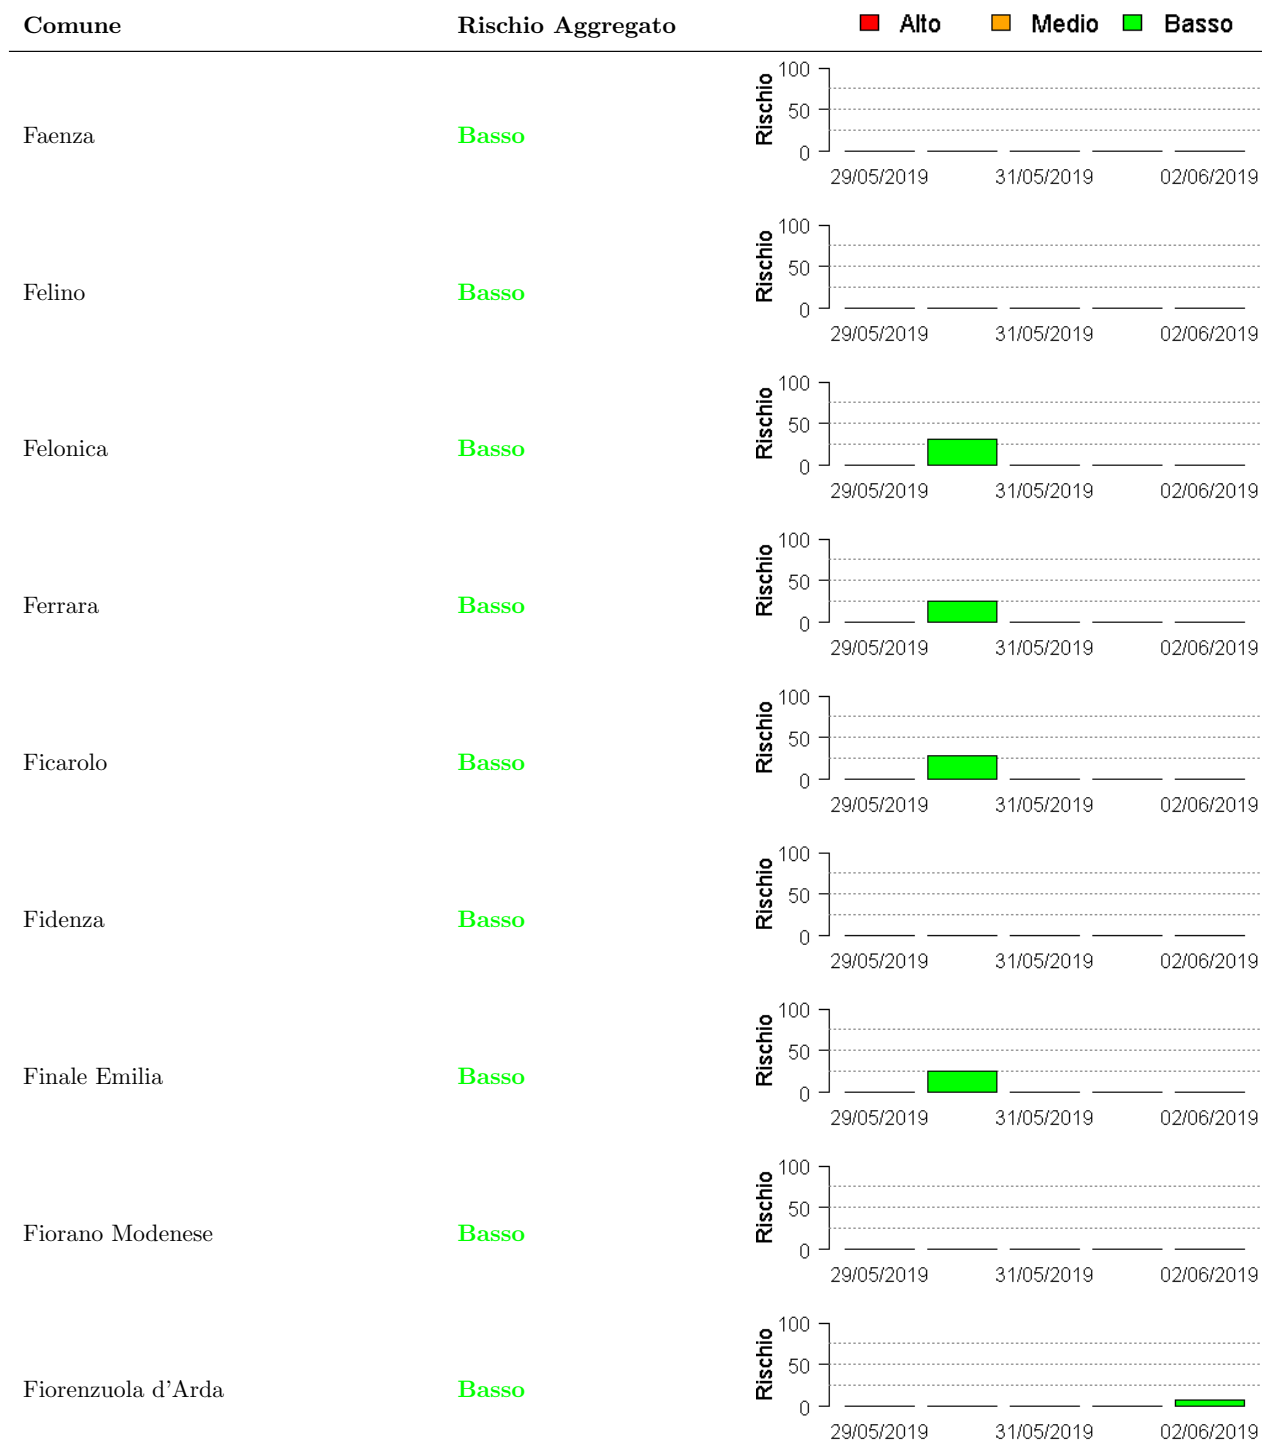 Comune Rischio Aggregato Alto Medio Basso
Faenza Basso Rischio 100 50 0
29/05/2019 31/05/2019 02/06/2019
Felino Basso Rischio 100 50 0
29/05/2019 31/05/2019 02/06/2019
Felonica Basso Rischio 100 50 0
29/05/2019 31/05/2019 02/06/2019
Ferrara Basso Rischio 100 50 0
29/05/2019 31/05/2019 02/06/2019
Ficarolo Basso Rischio 100 50 0
29/05/2019 31/05/2019 02/06/2019
Fidenza Basso Rischio 100 50 0
29/05/2019 31/05/2019 02/06/2019
Finale Emilia Basso Rischio 100 50 0
29/05/2019 31/05/2019 02/06/2019
Fiorano Modenese Basso Rischio 100 50 0
29/05/2019 31/05/2019 02/06/2019
Fiorenzuola d'Arda Basso Rischio 100 50 0
29/05/2019 31/05/2019 02/06/2019